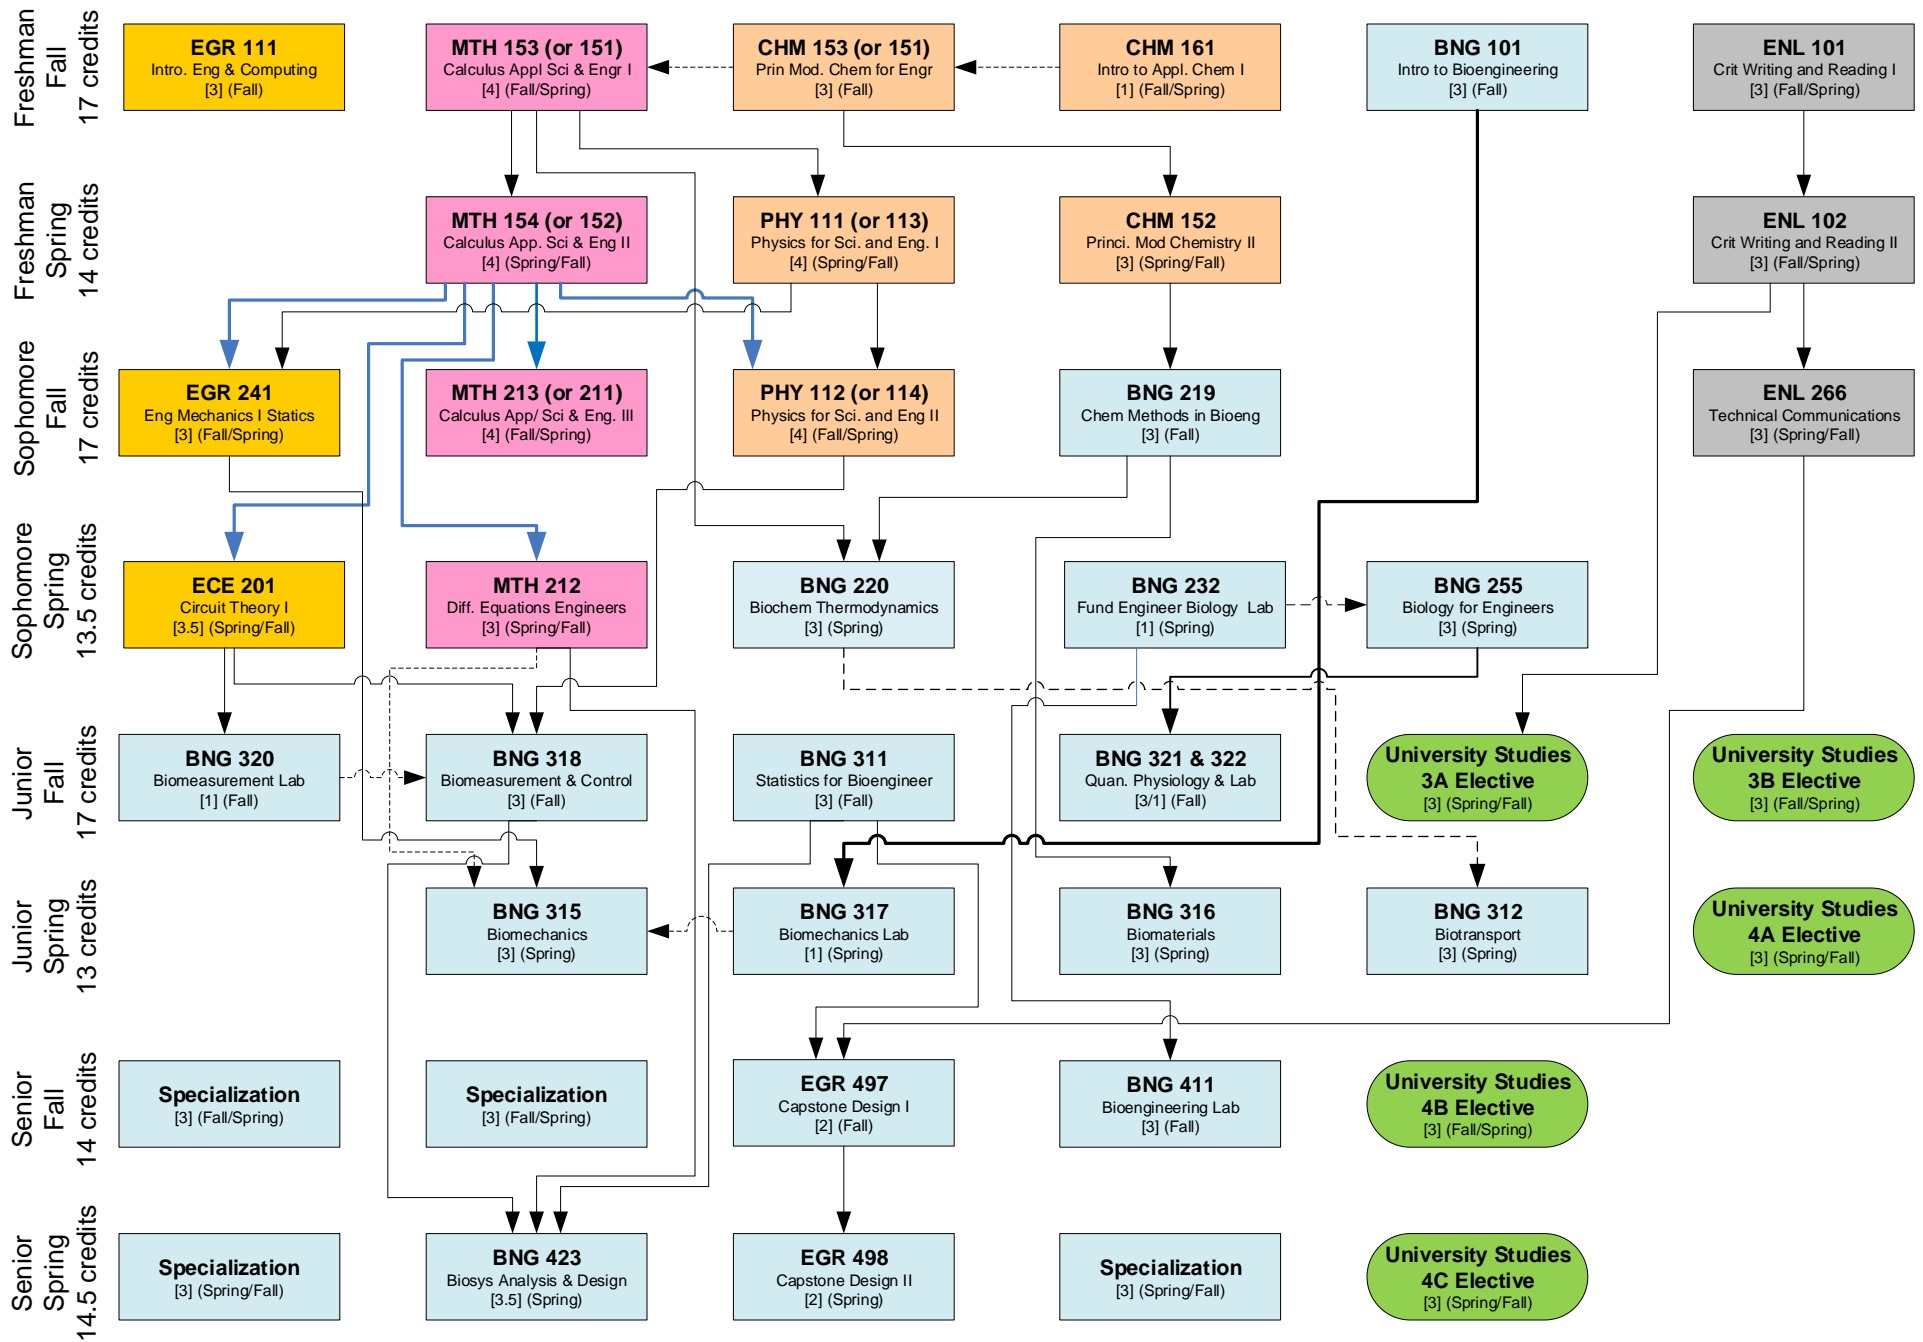 Freshman
Fall
17 credits
EGR 111
Intro. Eng & Computing
[3] (Fall)
MTH 153 (or 151)
Calculus Appl Sci & Engr I
[4] (Fall/Spring)
CHM 153 (or 151)
Prin Mod. Chem for Engr
[3] (Fall)
CHM 161
Intro to Appl. Chem I
[1] (Fall/Spring)
BNG 101
Intro to Bioengineering
[3] (Fall)
ENL 101
Crit Writing and Reading I
[3] (Fall/Spring)
Freshman
Spring
14 credits
MTH 154 (or 152)
Calculus App. Sci & Eng II
[4] (Spring/Fall)
PHY 111 (or 113)
Physics for Sci. and Eng. I
[4] (Spring/Fall)
CHM 152
Princi. Mod Chemistry II
[3] (Spring/Fall)
ENL 102
Crit Writing and Reading II
[3] (Fall/Spring)
Sophomore
Fall
17 credits
EGR 241
Eng Mechanics I Statics
[3] (Fall/Spring)
MTH 213 (or 211)
Calculus App/ Sci & Eng. III
[4] (Fall/Spring)
PHY 112 (or 114)
Physics for Sci. and Eng II
[4] (Fall/Spring)
BNG 219
Chem Methods in Bioeng
[3] (Fall)
ENL 266
Technical Communications
[3] (Spring/Fall)
Sophomore
Spring
13.5 credits
ECE 201
Circuit Theory I
[3.5] (Spring/Fall)
MTH 212
Diff. Equations Engineers
[3] (Spring/Fall)
BNG 220
Biochem Thermodynamics
[3] (Spring)
BNG 232
Fund Engineer Biology Lab
[1] (Spring)
BNG 255
Biology for Engineers
[3] (Spring)
Junior
Fall
17 credits
BNG 320
Biomeasurement Lab
[1] (Fall)
BNG 318
Biomeasurement & Control
[3] (Fall)
BNG 311
Statistics for Bioengineer
[3] (Fall)
BNG 321 & 322
Quan. Physiology & Lab
[3/1] (Fall)
University Studies
3A Elective
[3] (Spring/Fall)
University Studies
3B Elective
[3] (Fall/Spring)
Junior
Spring
13 credits
BNG 315
Biomechanics
[3] (Spring)
BNG 317
Biomechanics Lab
[1] (Spring)
BNG 316
Biomaterials
[3] (Spring)
BNG 312
Biotransport
[3] (Spring)
University Studies
4A Elective
[3] (Spring/Fall)
Senior
Fall
14 credits
Specialization
[3] (Fall/Spring)
Specialization
[3] (Fall/Spring)
EGR 497
Capstone Design I
[2] (Fall)
BNG 411
Bioengineering Lab
[3] (Fall)
University Studies
4B Elective
[3] (Fall/Spring)
Senior
Spring
14.5 credits
Specialization
[3] (Spring/Fall)
BNG 423
Biosys Analysis & Design
[3.5] (Spring)
EGR 498
Capstone Design II
[2] (Spring)
Specialization
[3] (Spring/Fall)
University Studies
4C Elective
[3] (Spring/Fall)